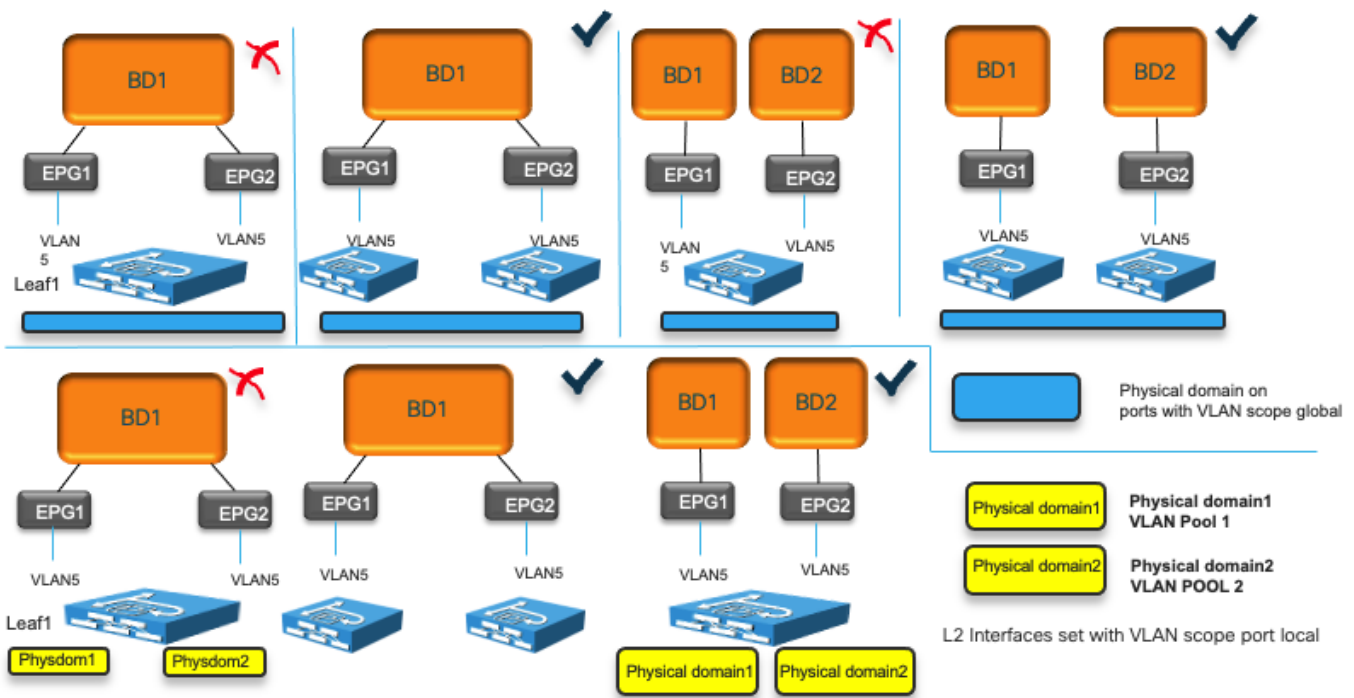 BD1
EPG1
EPG2
VLAN
5
VLAN5
Leaf1
BD1
EPG1
EPG2
VLAN5
VLAN5
BD1
BD2
EPG1
EPG2
VLAN
5
VLAN5
BD1
BD2
EPG1
EPG2
VLAN5
VLAN5
Physical domain on
ports with VLAN scope global
BD1
EPG1
EPG2
VLAN5
VLAN5
Leaf1
Physdom1
Physdom2
BD1
EPG1
EPG2
VLAN5
VLAN5
BD1
BD2
EPG1
EPG2
VLAN5
VLAN5
Physical domain1
Physical domain2
Physical domain1
Physical domain1
VLAN Pool 1
Physical domain2
Physical domain2
VLAN POOL 2
L2 Interfaces set with VLAN scope port local